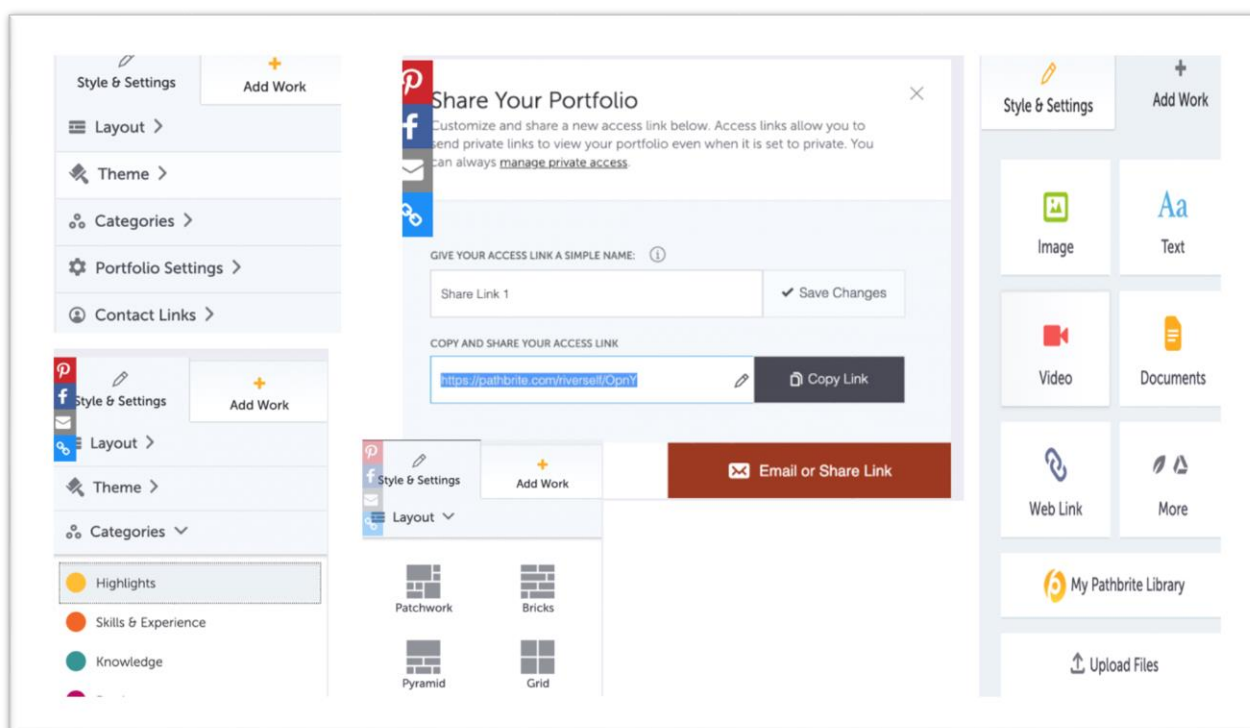 Style & Settings
Add Work
Layout
Theme
Categories
Portfolio Settings
Contact Links
Style & Settings
Add Work
Layout
Theme
Categories
Highlights
Skills & Experience
Knowledge
Share Your Portfolio
Customize and share a new access link below. Access links allow you to
send private links to view your portfolio even when it is set to private. You
can always manage private access.
GIVE YOUR ACCESS LINK A SIMPLE NAME:
Share Link 1
Save Changes
COPY AND SHARE YOUR ACCESS LINK
https://pathbrite.com/riverself/OpnY
Copy Link
Email or Share Link
Style & Settings
Add Work
Layout
Patchwork
Bricks
Pyramid
Grid
Style & Settings
Add Work
Image
Aa
Text
Video
Documents
Web Link
More
My Pathbrite Library
Upload Files